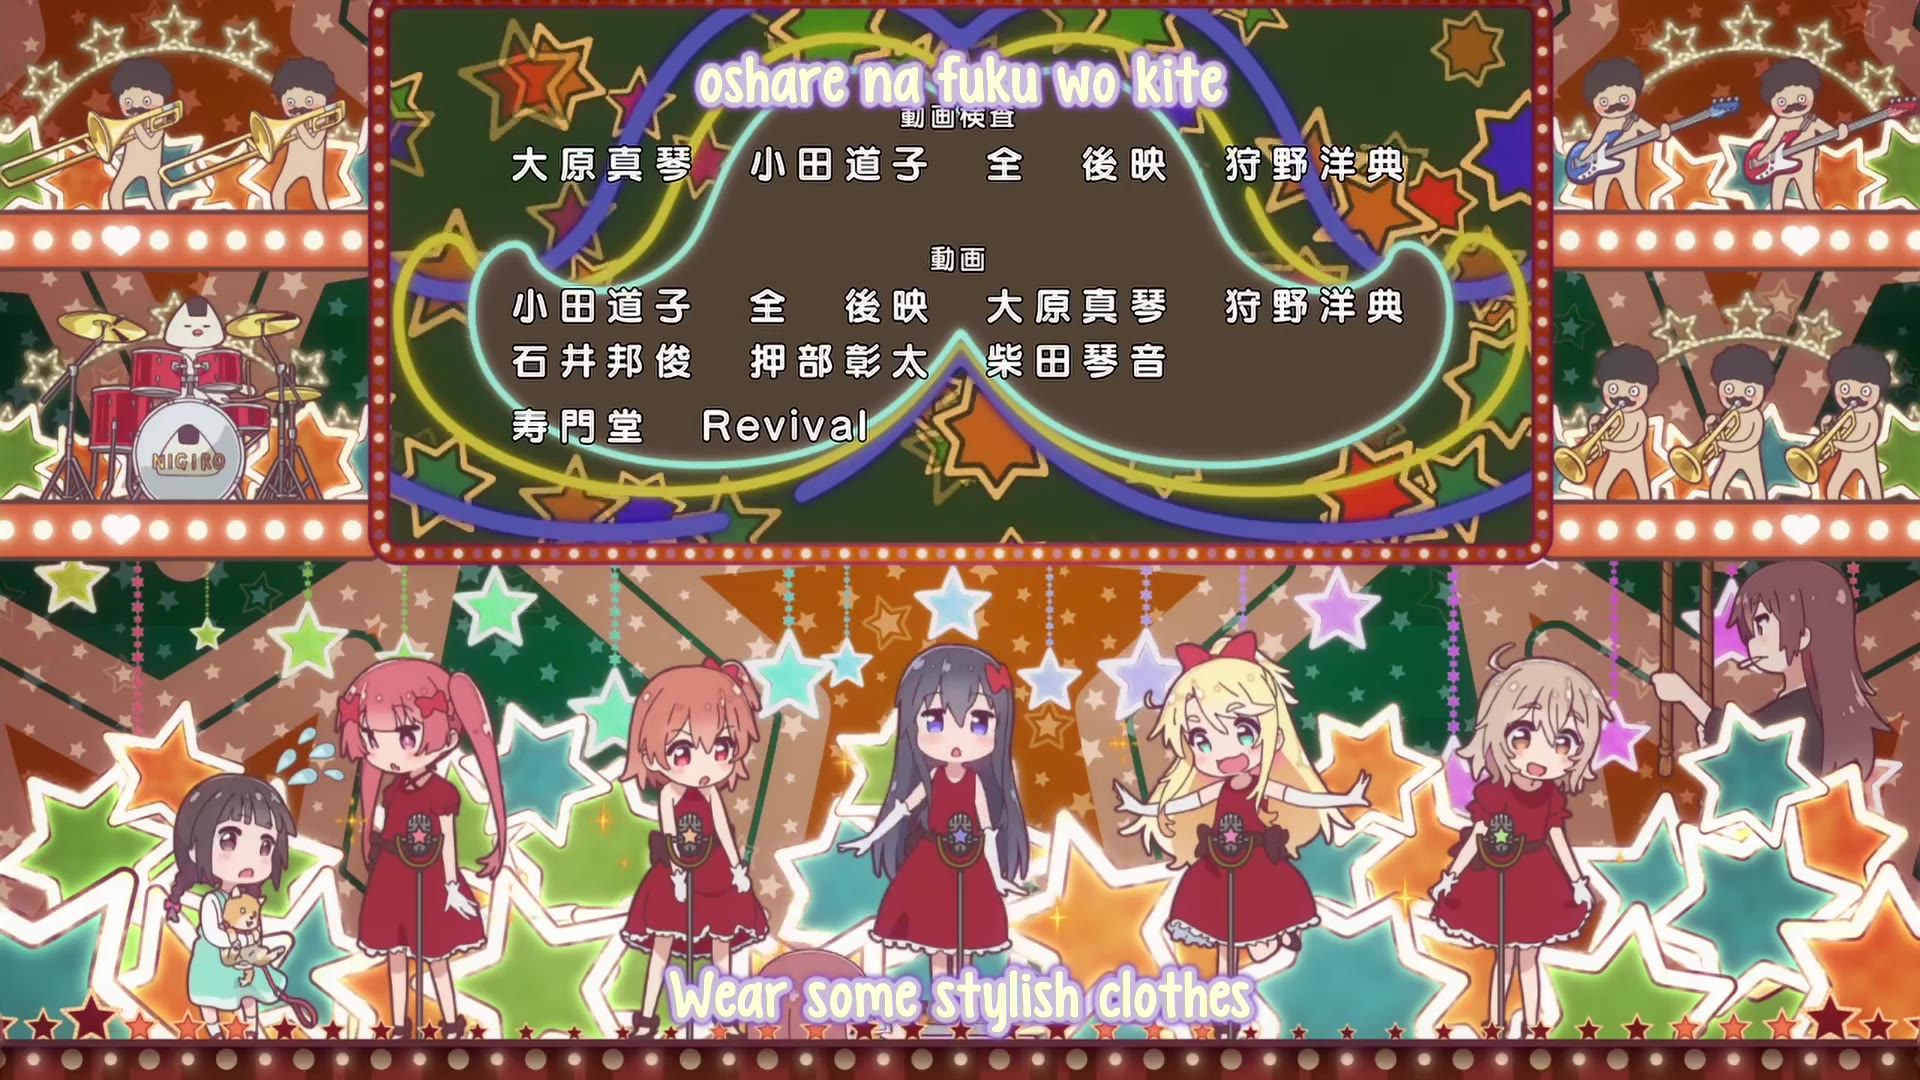 oshare na fuku wo kite
動画検査
大原真琴 小田道子 全 後映 狩野洋典
動画
小田道子 全 後映 大原真琴 狩野洋典
石井邦俊 押部彰太 柴田琴音
寿門堂 Revival
NIGIRO
Wear some stylish clothes